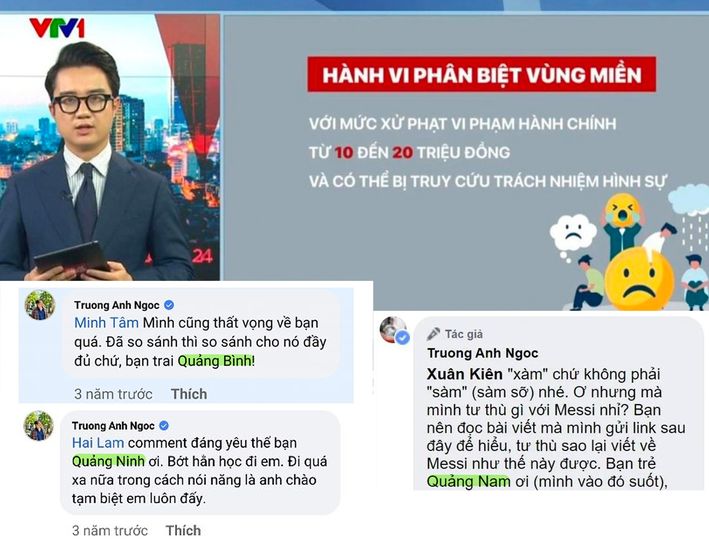 VTV1
HÀNH VI PHÂN BIỆT VÙNG MIỀN
VỚI MỨC XỬ PHẠT VI PHẠM HÀNH CHÍNH
TỪ 10 ĐẾN 20 TRIỆU ĐỒNG
VÀ CÓ THỂ BỊ TRUY CỨU TRÁCH NHIỆM HÌNH SỰ
24
Truong Anh Ngoc
Minh Tâm Mình cũng thất vọng về bạn
quá. Đã so sánh thì so sánh cho nó đầy
đủ chứ, bạn trai Quảng Bình!
3 năm trước Thích
Truong Anh Ngoc
Hai Lam comment đáng yêu thế bạn
Quảng Ninh ơi. Bớt hằn học đi em. Đi quá
xa nữa trong cách nói năng là anh chào
tạm biệt em luôn đấy.
3 năm trước Thích
Tác giả
Truong Anh Ngoc
Xuân Kiên "xàm" chứ không phải
"sàm" (sàm sỡ) nhé. Ơ nhưng mà
mình tư thù gì với Messi nhỉ? Bạn
nên đọc bài viết mà mình gửi link sau
đây để hiểu, tư thù sao lại viết về
Messi như thế này được. Bạn trẻ
Quảng Nam ơi (mình vào đó suốt),